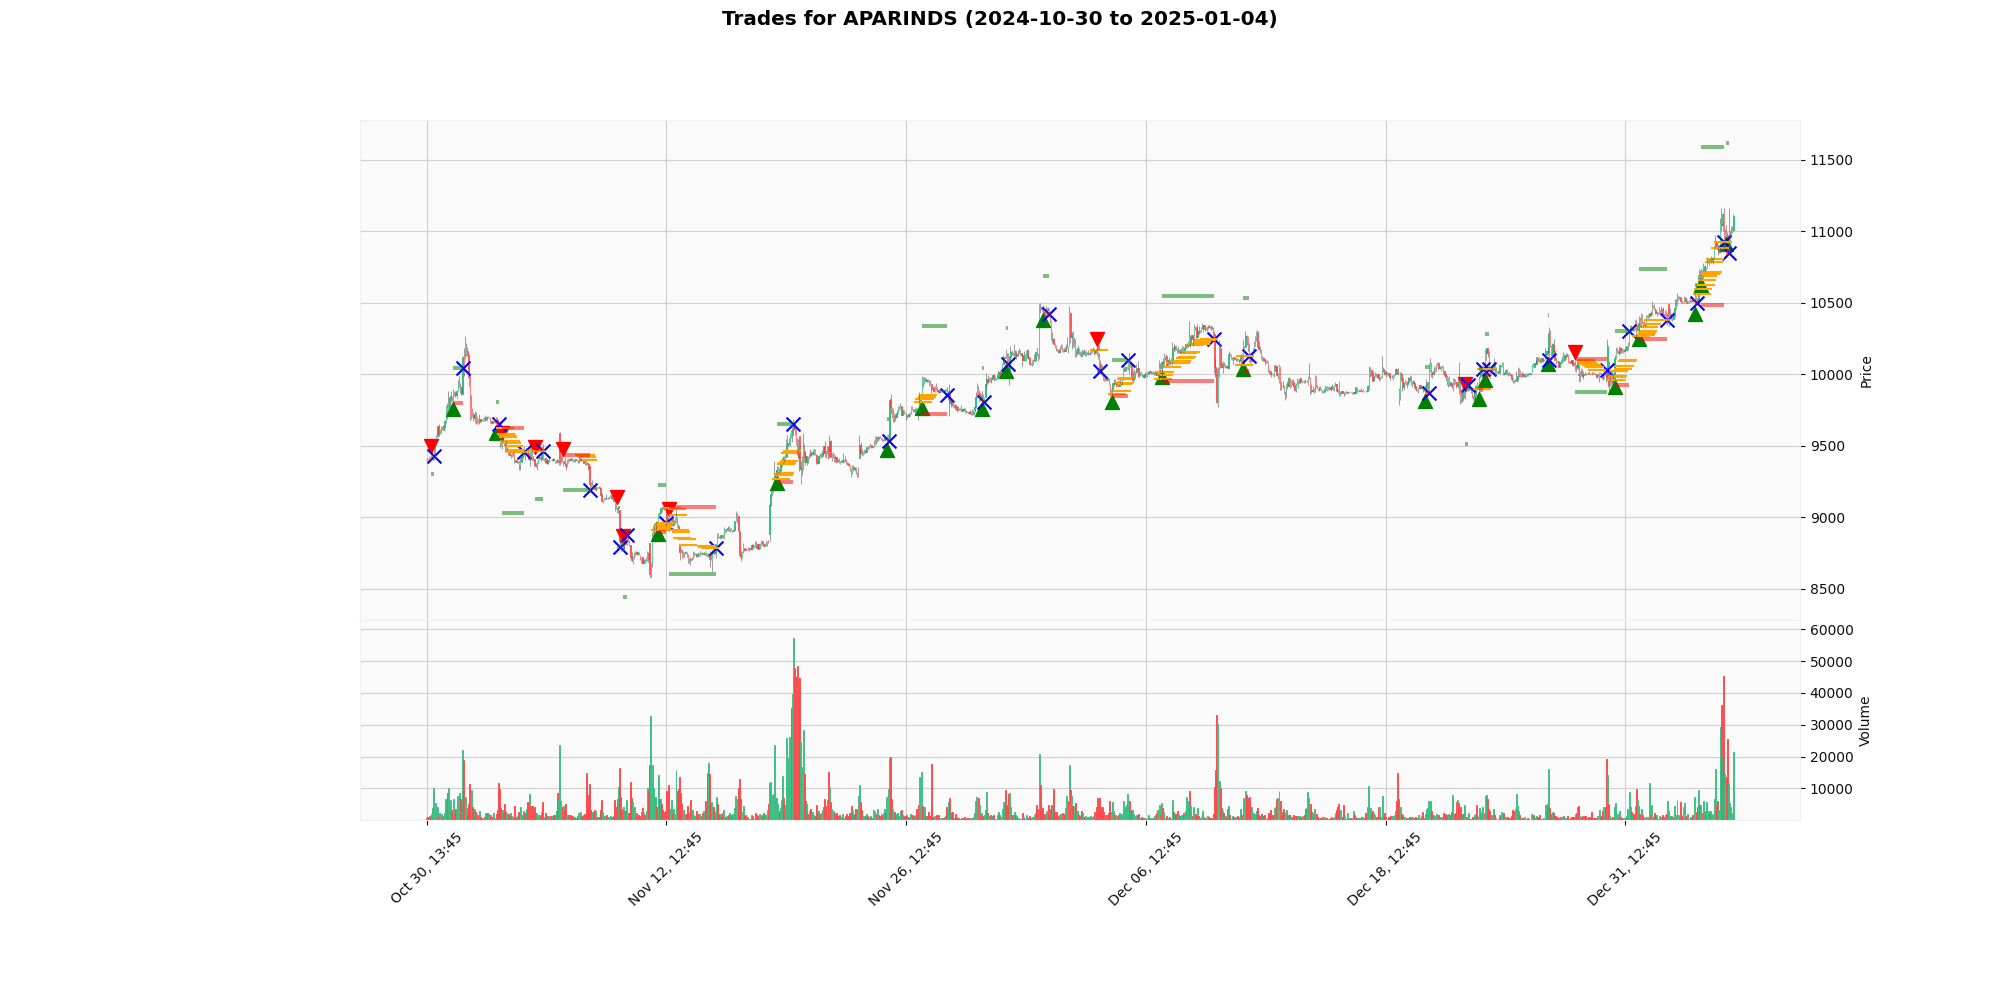 Trades for APARINDS (2024-10-30 to 2025-01-04)
11500
11000
10500
10000
9500
9000
8500
Price
60000
50000
40000
30000
20000
10000
Volume
Oct 30, 13:45
Nov 12, 12:45
Nov 26, 12:45
Dec 06, 12:45
Dec 18, 12:45
Dec 31, 12:45